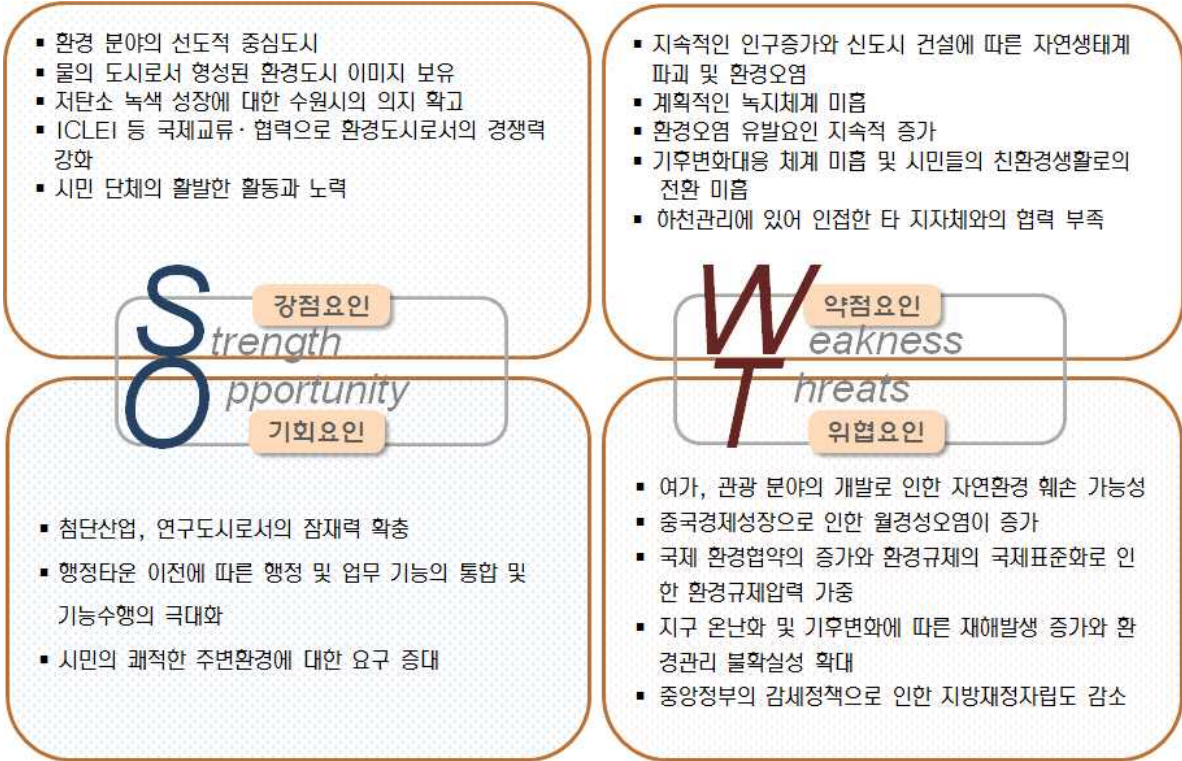 ▪ 환경 분야의 선도적 중심도시
▪ 물의 도시로서 형성된 환경도시 이미지 보유
▪ 저탄소 녹색 성장에 대한 수원시의 의지 확고
▪ ICLEI 등 국제교류·협력으로 환경도시로서의 경쟁력
강화
▪ 시민 단체의 활발한 활동과 노력
강점요인
Strength
▪ 지속적인 인구증가와 신도시 건설에 따른 자연생태계
파괴 및 환경오염
▪ 계획적인 녹지체계 미흡
▪ 환경오염 유발요인 지속적 증가
▪ 기후변화대응 체계 미흡 및 시민들의 친환경생활로의
전환 미흡
▪ 하천관리에 있어 인접한 타 지자체와의 협력 부족
약점요인
Weakness
Opportunity
기회요인
▪ 첨단산업, 연구도시로서의 잠재력 확충
▪ 행정타운 이전에 따른 행정 및 업무 기능의 통합 및
기능수행의 극대화
▪ 시민의 쾌적한 주변환경에 대한 요구 증대
Threats
위협요인
▪ 여가, 관광 분야의 개발로 인한 자연환경 훼손 가능성
▪ 중국경제성장으로 인한 월경성오염이 증가
▪ 국제 환경협약의 증가와 환경규제의 국제표준화로 인
한 환경규제압력 가중
▪ 지구 온난화 및 기후변화에 따른 재해발생 증가와 환
경관리 불확실성 확대
▪ 중앙정부의 감세정책으로 인한 지방재정자립도 감소